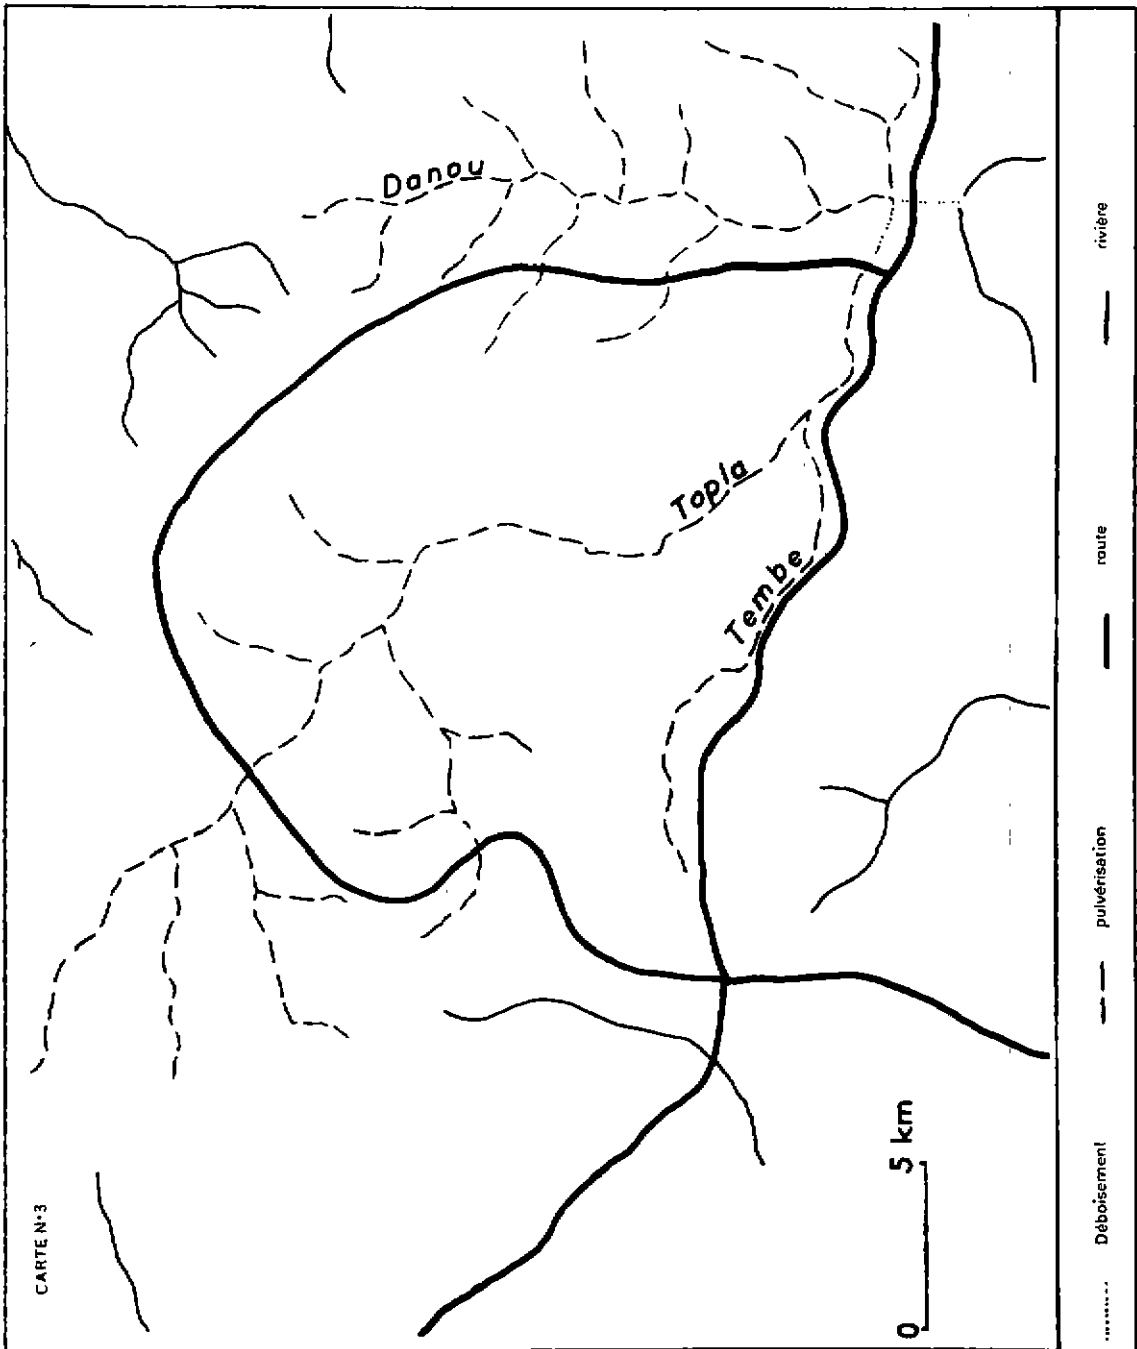 CARTE N°3
Danou
Topla
Tembe
0 5 km
Déboisement pulvérisation route rivière